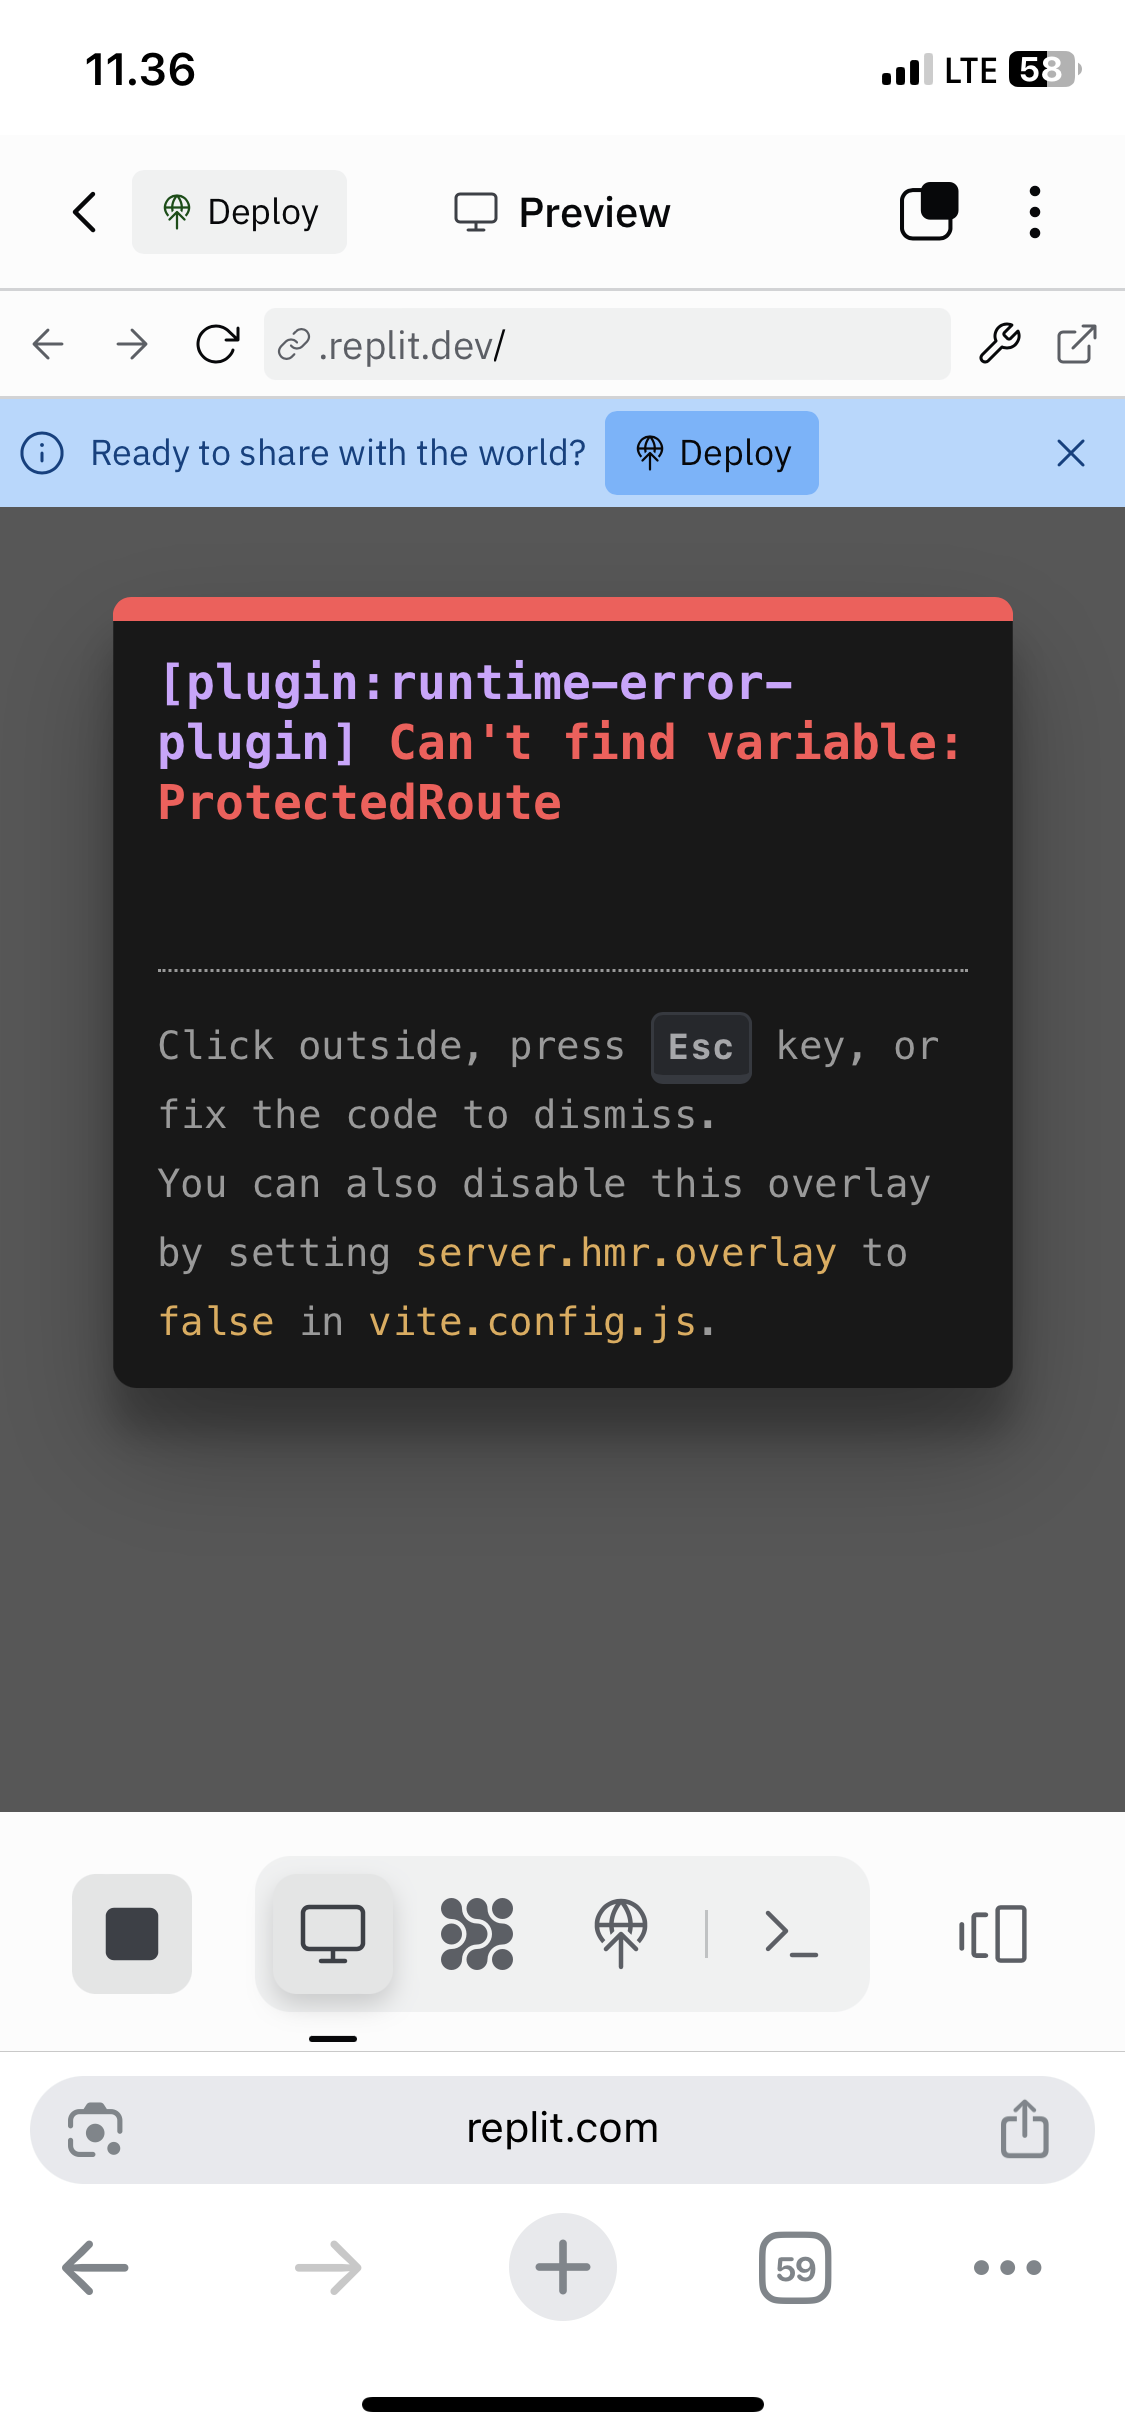 11.36
LTE 58
Deploy
Preview
.replit.dev/
Ready to share with the world?
Deploy
[plugin:runtime-error-
plugin] Can't find variable:
ProtectedRoute
Click outside, press Esc key, or
fix the code to dismiss.
You can also disable this overlay
by setting server.hmr.overlay to
false in vite.config.js.
replit.com
59